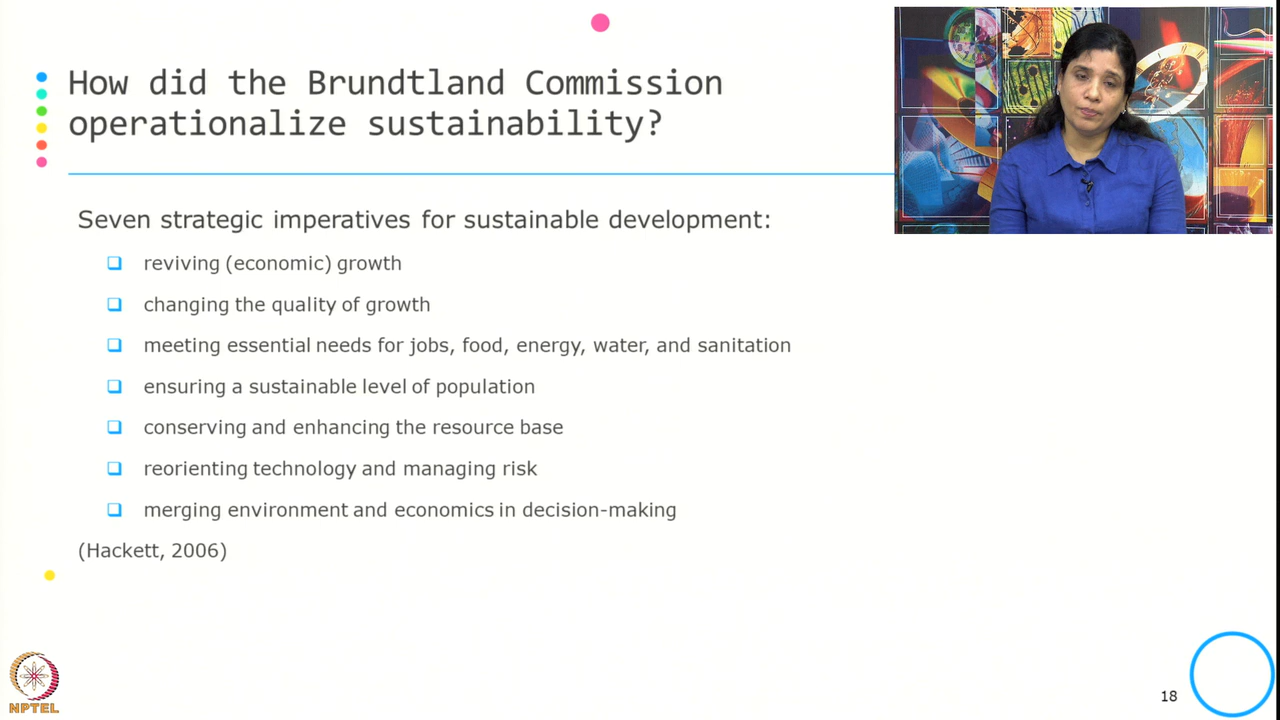 How did the Brundtland Commission
operationalize sustainability?
Seven strategic imperatives for sustainable development:
reviving (economic) growth
changing the quality of growth
meeting essential needs for jobs, food, energy, water, and sanitation
ensuring a sustainable level of population
conserving and enhancing the resource base
reorienting technology and managing risk
merging environment and economics in decision-making
(Hackett, 2006)
NPTEL
18